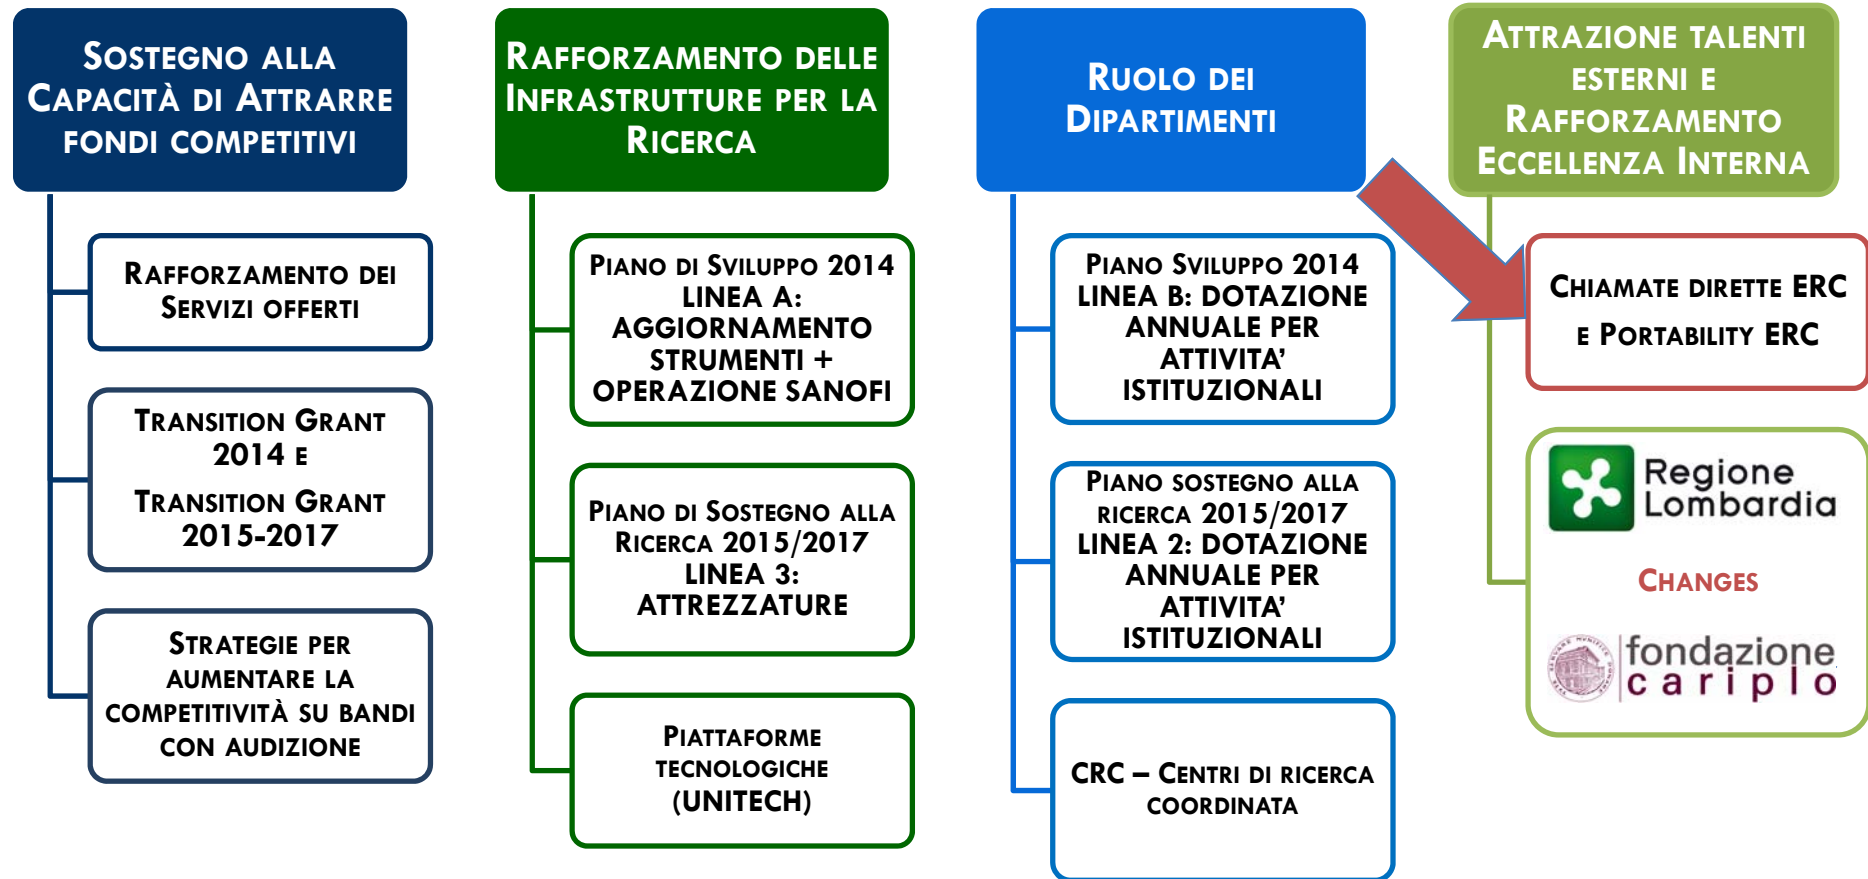 SOSTEGNO ALLA
CAPACITÀ DI ATTRARRE
FONDI COMPETITIVI
RAFFORZAMENTO DEI
SERVIZI OFFERTI
TRANSITION GRANT
2014 E
TRANSITION GRANT
2015-2017
STRATEGIE PER
AUMENTARE LA
COMPETITIVITÀ SU BANDI
CON AUDIZIONE
RAFFORZAMENTO DELLE
INFRASTRUTTURE PER LA
RICERCA
PIANO DI SVILUPPO 2014
LINEA A:
AGGIORNAMENTO
STRUMENTI +
OPERAZIONE SANOFI
PIANO DI SOSTEGNO ALLA
RICERCA 2015/2017
LINEA 3:
ATTREZZATURE
PIATTAFORME
TECNOLOGICHE
(UNITECH)
RUOLO DEI
DIPARTIMENTI
PIANO SVILUPPO 2014
LINEA B: DOTAZIONE
ANNUALE PER
ATTIVITA’
ISTITUZIONALI
PIANO SOSTEGNO ALLA
RICERCA 2015/2017
LINEA 2: DOTAZIONE
ANNUALE PER
ATTIVITA’
ISTITUZIONALI
CRC – CENTRI DI RICERCA
COORDINATA
ATTRAZIONE TALENTI
ESTERNI E
RAFFORZAMENTO
ECCELLENZA INTERNA
CHIAMATE DIRETTE ERC
E PORTABILITY ERC
Regione
Lombardia
CHANGES
fondazione
cariplo